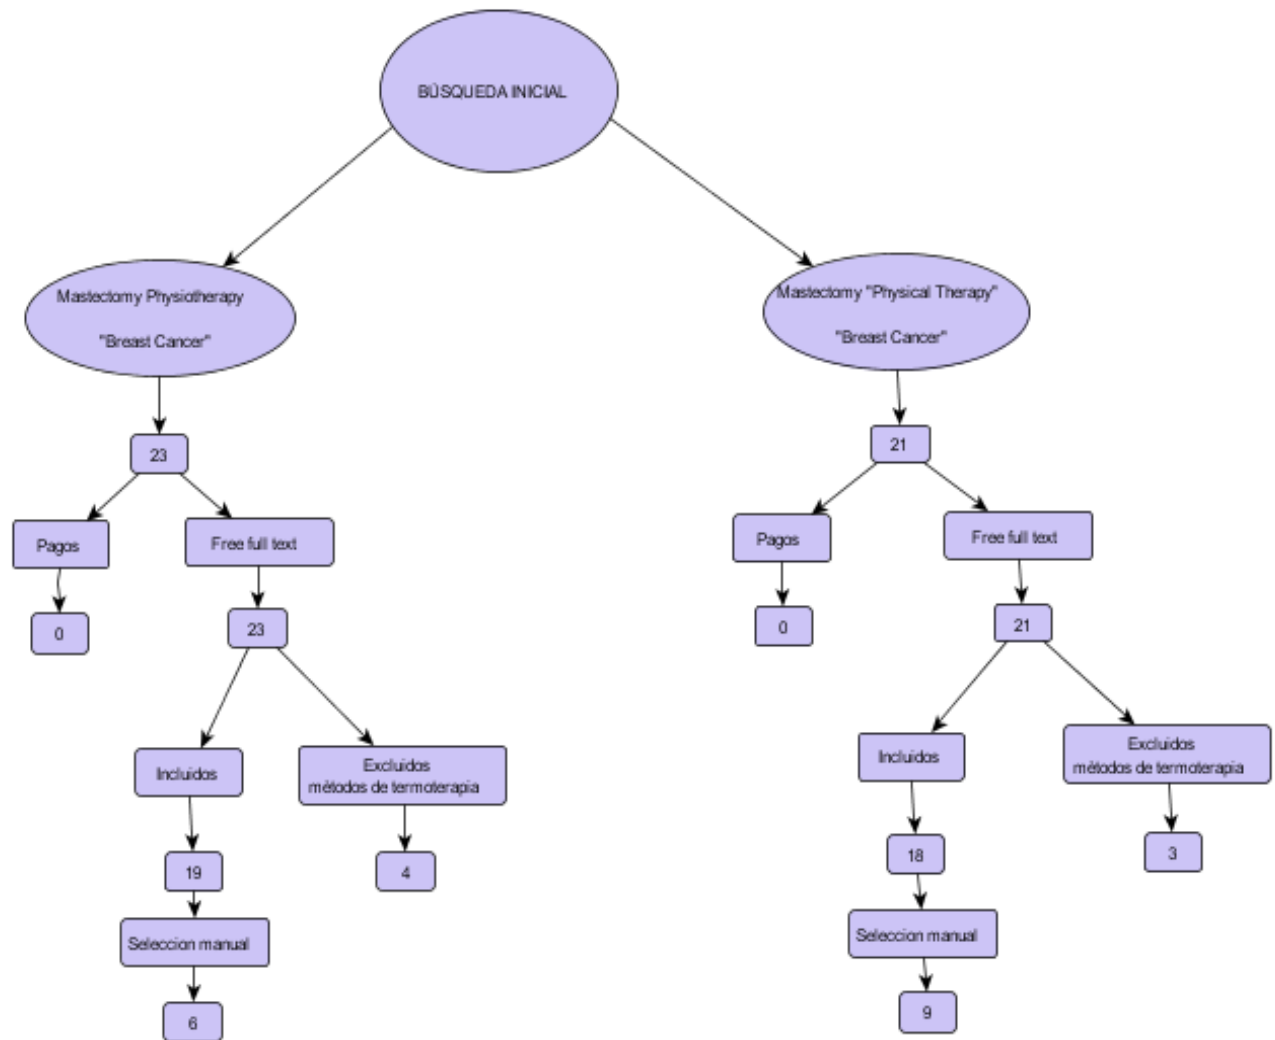 BÚSQUEDA INICIAL
Mastectomy Physiotherapy
"Breast Cancer"
23
Pagos
Free full text
0
23
Incluidos
Excluidos
métodos de termoterapia
19
4
Seleccion manual
6
Mastectomy "Physical Therapy"
"Breast Cancer"
21
Pagos
Free full text
0
21
Incluidos
Excluidos
métodos de termoterapia
18
3
Seleccion manual
9